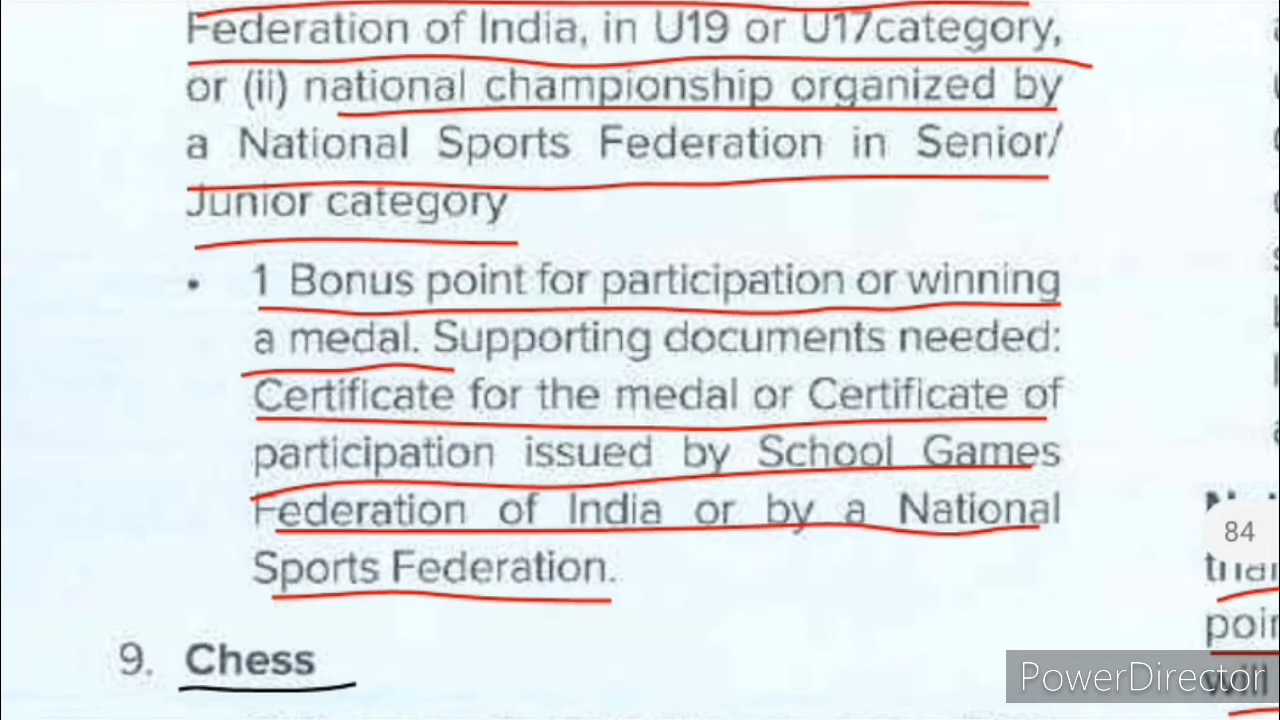 Federation of India, in U19 or U17category,
or (ii) national championship organized by
a National Sports Federation in Senior/
Junior category
• 1 Bonus point for participation or winning
a medal. Supporting documents needed:
Certificate for the medal or Certificate of
participation issued by School Games
Federation of India or by a National
Sports Federation.
9. Chess
84
PowerDirector
will